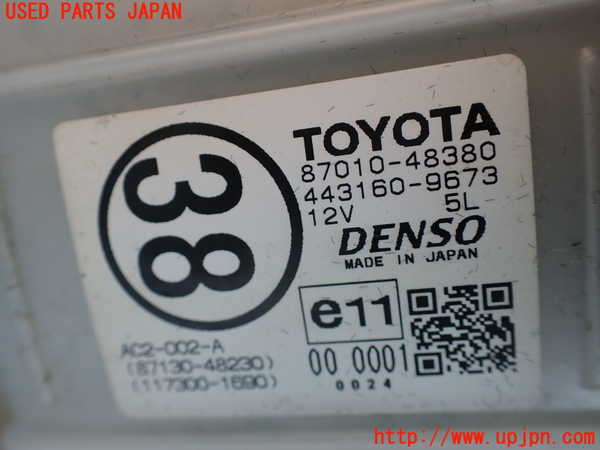 USED PARTS JAPAN
38
TOYOTA
87010-48380
443160-9673
12V 5L
DENSO
MADE IN JAPAN
e11
00 0001
0024
AC2-002-A
(87130-48230)
(117300-1690)
http://www.upjpn.com/